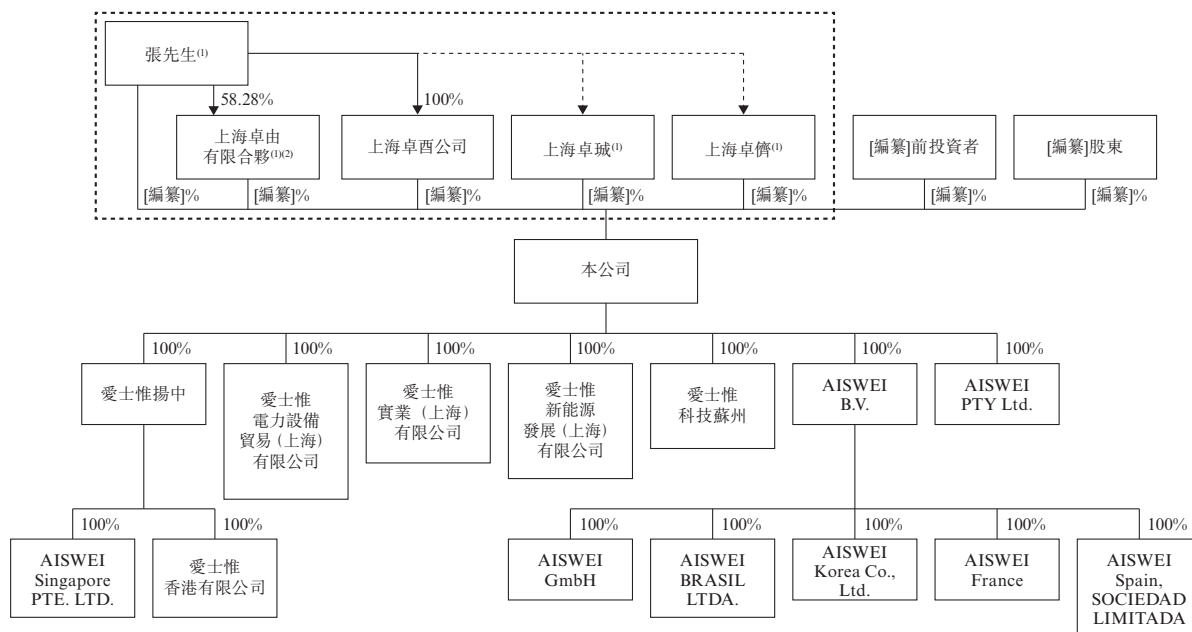 張先生⁽¹⁾
58.28%
100%
上海卓由
有限合夥⁽¹⁾⁽²⁾
上海卓酉公司
上海卓珹⁽¹⁾
上海卓儕⁽¹⁾
[編纂]前投資者
[編纂]股東
[編纂]%
[編纂]%
[編纂]%
[編纂]%
[編纂]%
[編纂]%
[編纂]%
本公司
100%
100%
100%
100%
100%
100%
100%
愛士惟揚中
愛士惟
電力設備
貿易（上海）
有限公司
愛士惟
實業（上海）
有限公司
愛士惟
新能源
發展（上海）
有限公司
愛士惟
科技蘇州
AISWEI
B.V.
AISWEI
PTY Ltd.
100%
100%
100%
100%
100%
100%
100%
AISWEI
Singapore
PTE. LTD.
愛士惟
香港有限公司
AISWEI
GmbH
AISWEI
BRASIL
LTDA.
AISWEI
Korea Co.,
Ltd.
AISWEI
France
AISWEI
Spain,
SOCIEDAD
LIMITADA